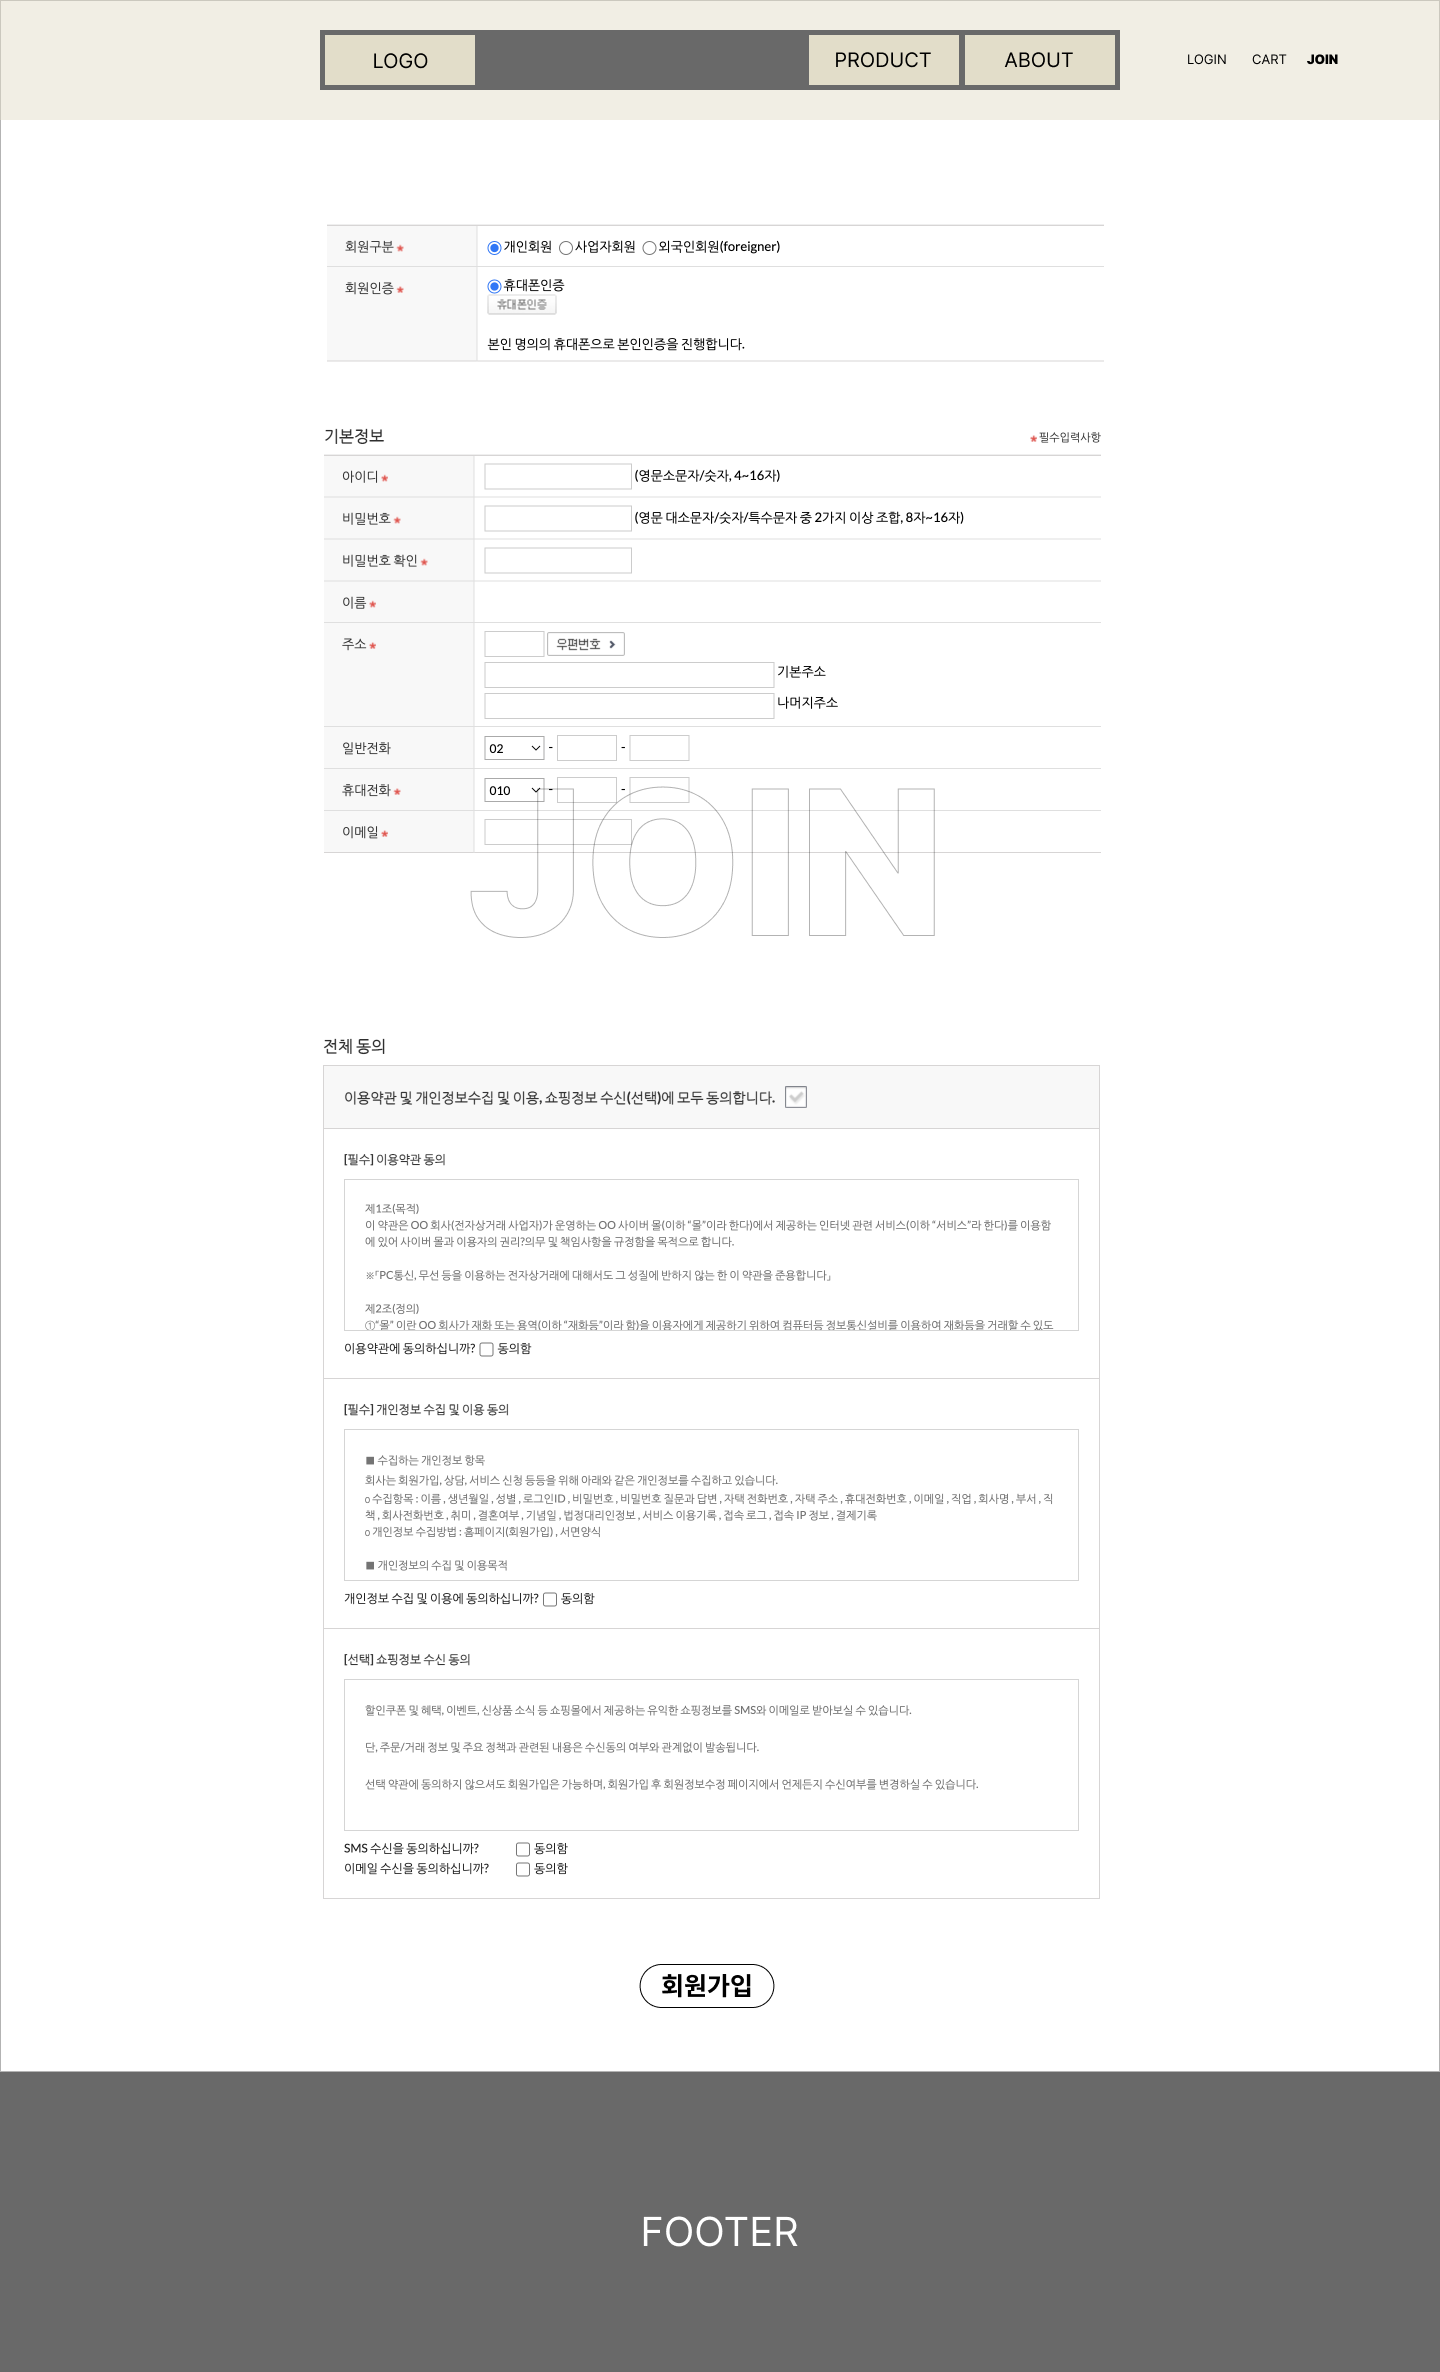 LOGO
PRODUCT
ABOUT
LOGIN
CART
JOIN
회원구분 *
개인회원 사업자회원 외국인회원(foreigner)
회원인증 *
휴대폰인증
휴대폰인증
본인 명의의 휴대폰으로 본인인증을 진행합니다.
기본정보
* 필수입력사항
아이디 *
(영문소문자/숫자, 4~16자)
비밀번호 *
(영문 대소문자/숫자/특수문자 중 2가지 이상 조합, 8자~16자)
비밀번호 확인 *
이름 *
주소 *
우편번호 >
기본주소
나머지주소
일반전화
02 - -
휴대전화 *
010 - -
이메일 *
JOIN
전체 동의
이용약관 및 개인정보수집 및 이용, 쇼핑정보 수신(선택)에 모두 동의합니다.
[필수] 이용약관 동의
제1조(목적)
이 약관은 OO 회사(전자상거래 사업자)가 운영하는 OO 사이버 몰(이하 “몰”이라 한다)에서 제공하는 인터넷 관련 서비스(이하 “서비스”라 한다)를 이용함
에 있어 사이버 몰과 이용자의 권리?의무 및 책임사항을 규정함을 목적으로 합니다.
※「PC통신, 무선 등을 이용하는 전자상거래에 대해서도 그 성질에 반하지 않는 한 이 약관을 준용합니다」
제2조(정의)
①“몰” 이란 OO 회사가 재화 또는 용역(이하 “재화등”이라 함)을 이용자에게 제공하기 위하여 컴퓨터등 정보통신설비를 이용하여 재화등을 거래할 수 있도
이용약관에 동의하십니까? 동의함
[필수] 개인정보 수집 및 이용 동의
■ 수집하는 개인정보 항목
회사는 회원가입, 상담, 서비스 신청 등등을 위해 아래와 같은 개인정보를 수집하고 있습니다.
ο 수집항목 : 이름 , 생년월일 , 성별 , 로그인ID , 비밀번호 , 비밀번호 질문과 답변 , 자택 전화번호 , 자택 주소 , 휴대전화번호 , 이메일 , 직업 , 회사명 , 부서 , 직
책 , 회사전화번호 , 취미 , 결혼여부 , 기념일 , 법정대리인정보 , 서비스 이용기록 , 접속 로그 , 접속 IP 정보 , 결제기록
ο 개인정보 수집방법 : 홈페이지(회원가입) , 서면양식
■ 개인정보의 수집 및 이용목적
개인정보 수집 및 이용에 동의하십니까? 동의함
[선택] 쇼핑정보 수신 동의
할인쿠폰 및 혜택, 이벤트, 신상품 소식 등 쇼핑몰에서 제공하는 유익한 쇼핑정보를 SMS와 이메일로 받아보실 수 있습니다.
단, 주문/거래 정보 및 주요 정책과 관련된 내용은 수신동의 여부와 관계없이 발송됩니다.
선택 약관에 동의하지 않으셔도 회원가입은 가능하며, 회원가입 후 회원정보수정 페이지에서 언제든지 수신여부를 변경하실 수 있습니다.
SMS 수신을 동의하십니까? 동의함
이메일 수신을 동의하십니까? 동의함
회원가입
FOOTER